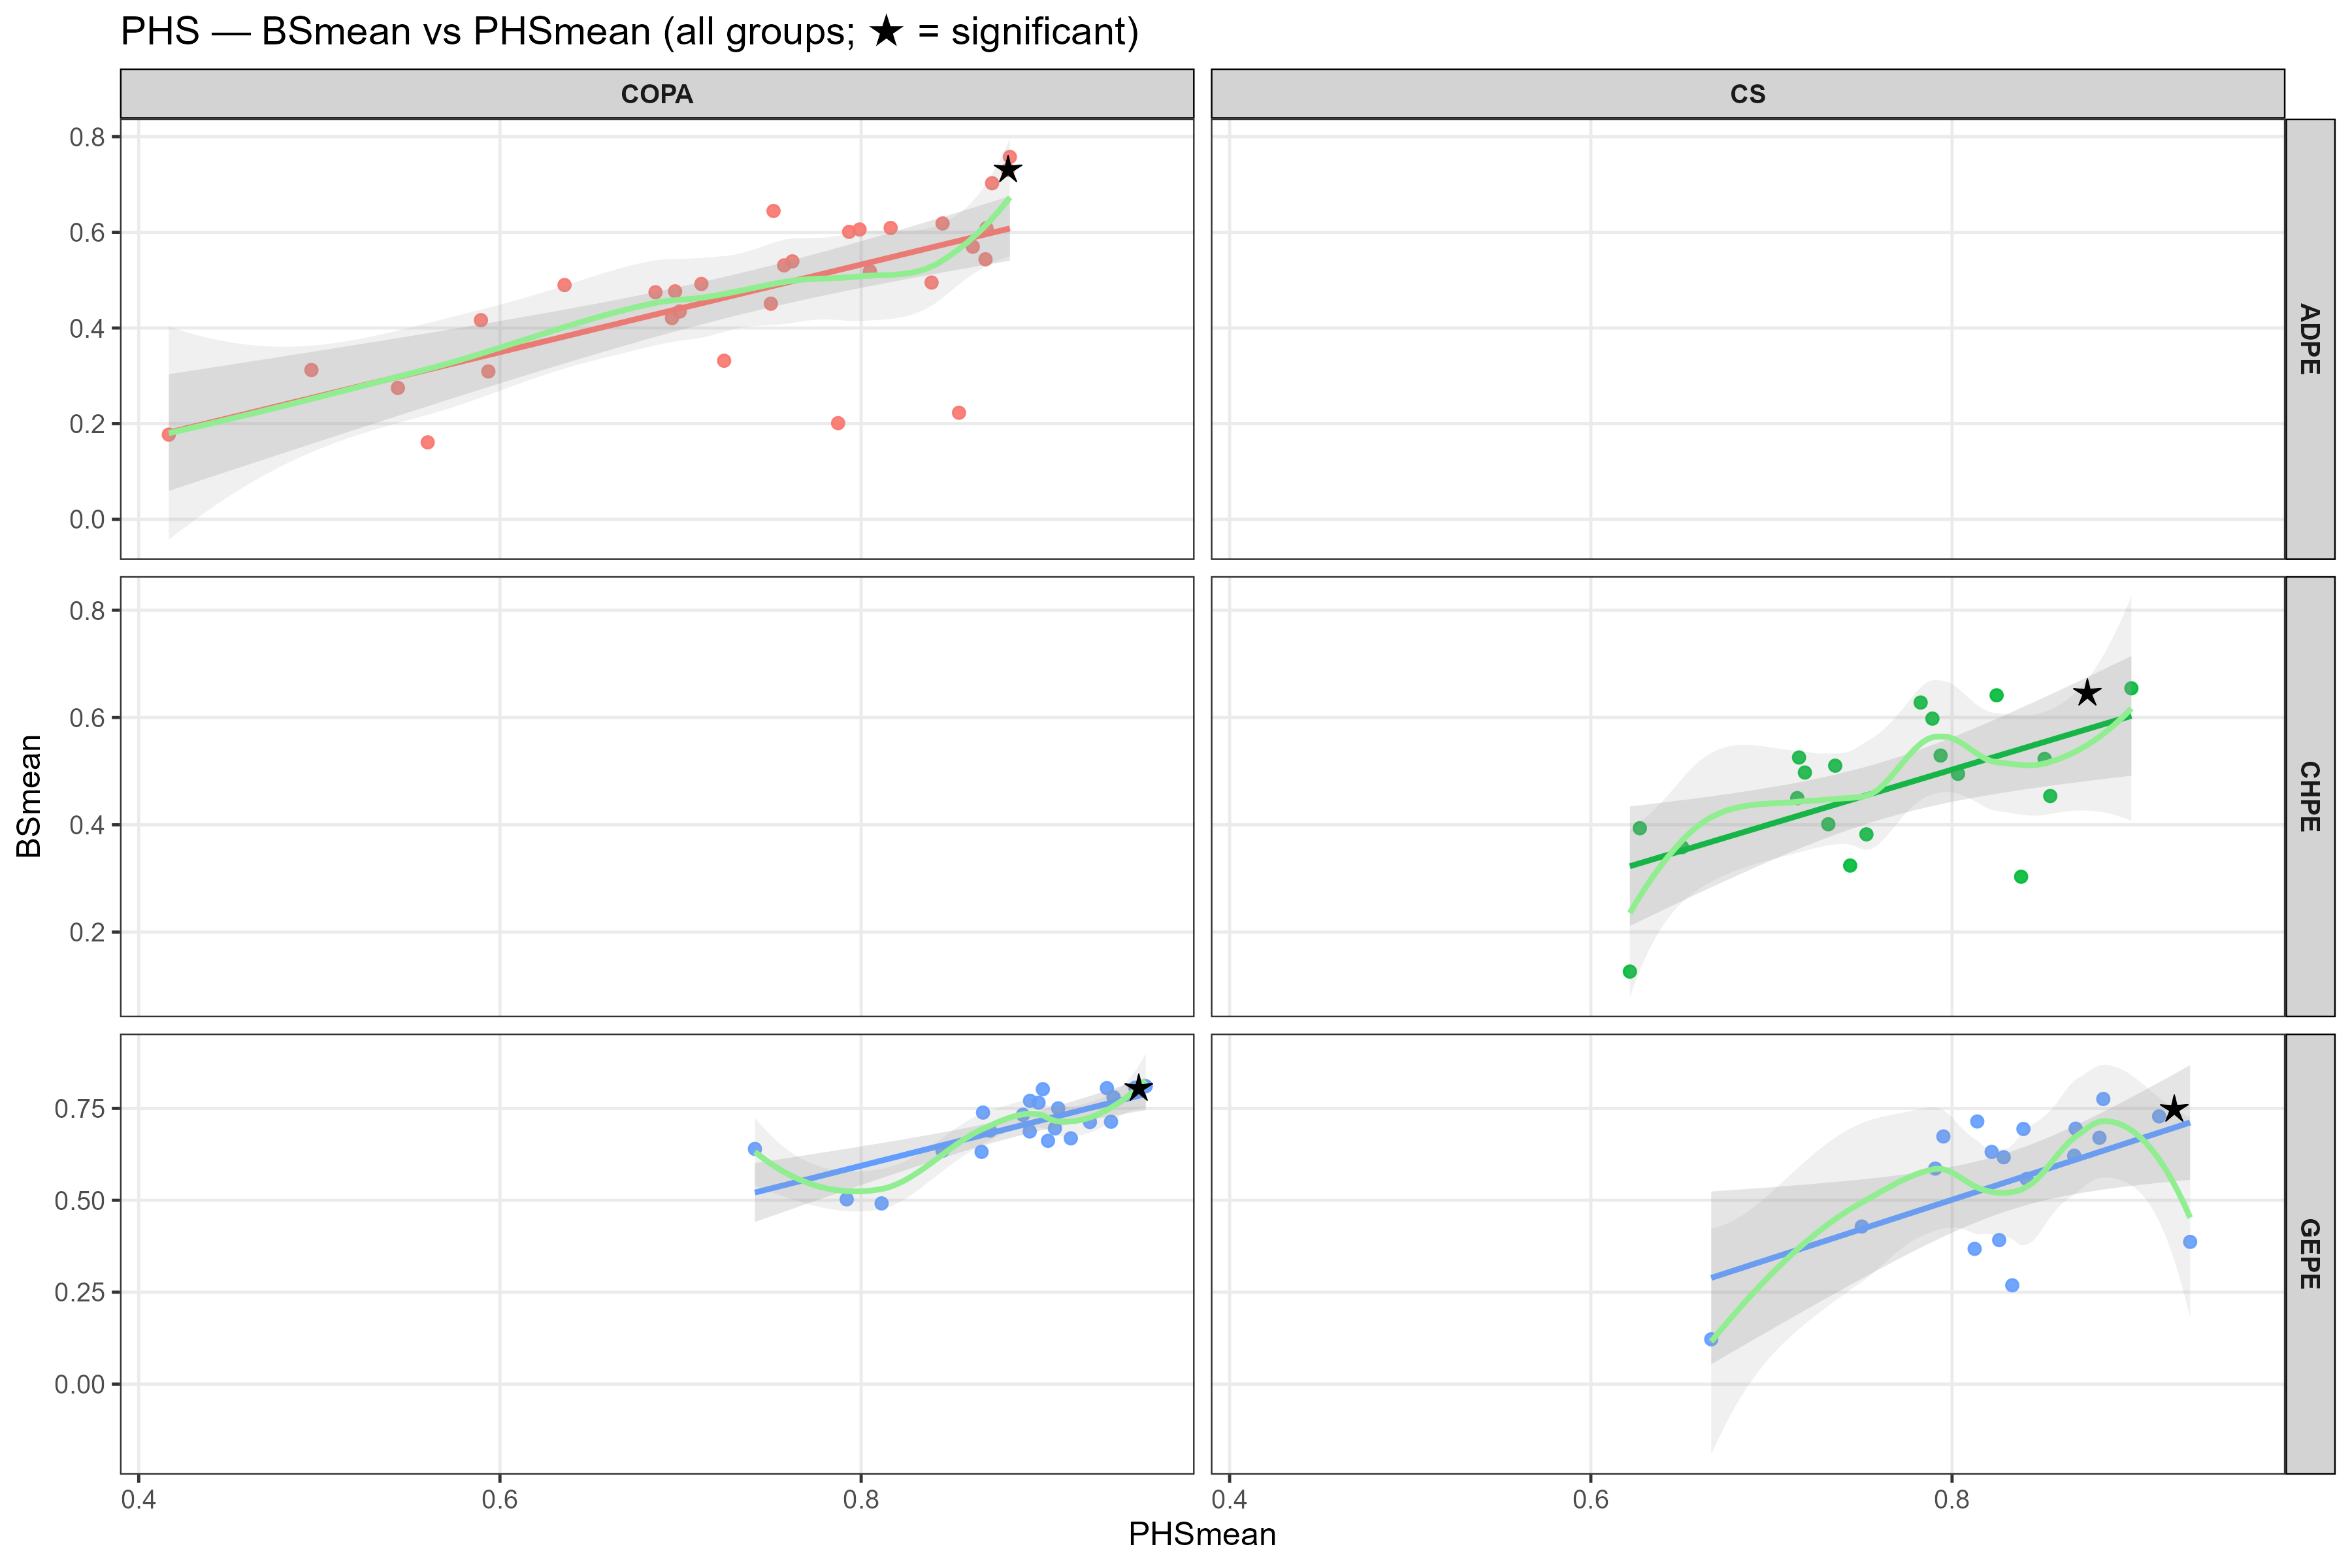 PHS — BSmean vs PHSmean (all groups; ★ = significant)
COPA
CS
0.8
0.6
0.4
0.2
0.0
ADPE
0.8
0.6
0.4
0.2
CHPE
BSmean
0.75
0.50
0.25
0.00
GEPE
0.4
0.6
0.8
0.4
0.6
0.8
PHSmean